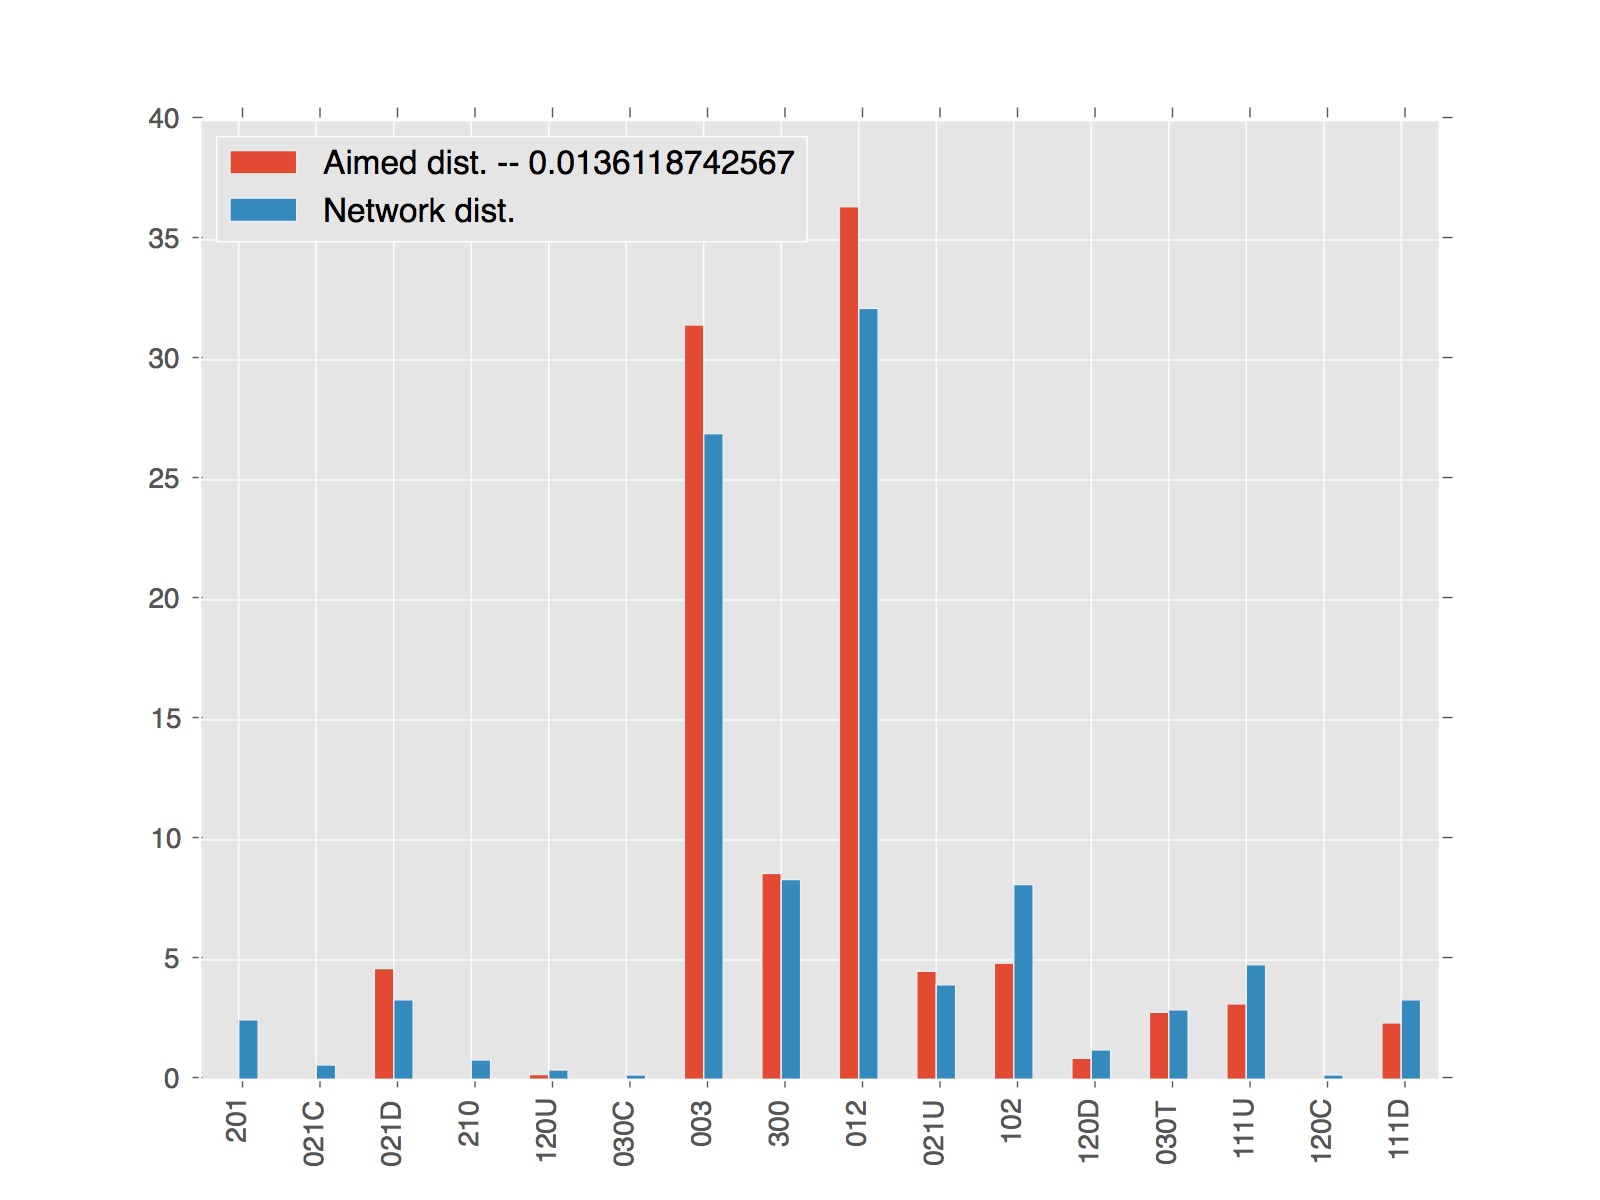 40
35
30
25
20
15
10
5
0
Aimed dist. -- 0.0136118742567
Network dist.
201
021C
021D
210
120U
030C
003
300
012
021U
102
120D
030T
111U
120C
111D